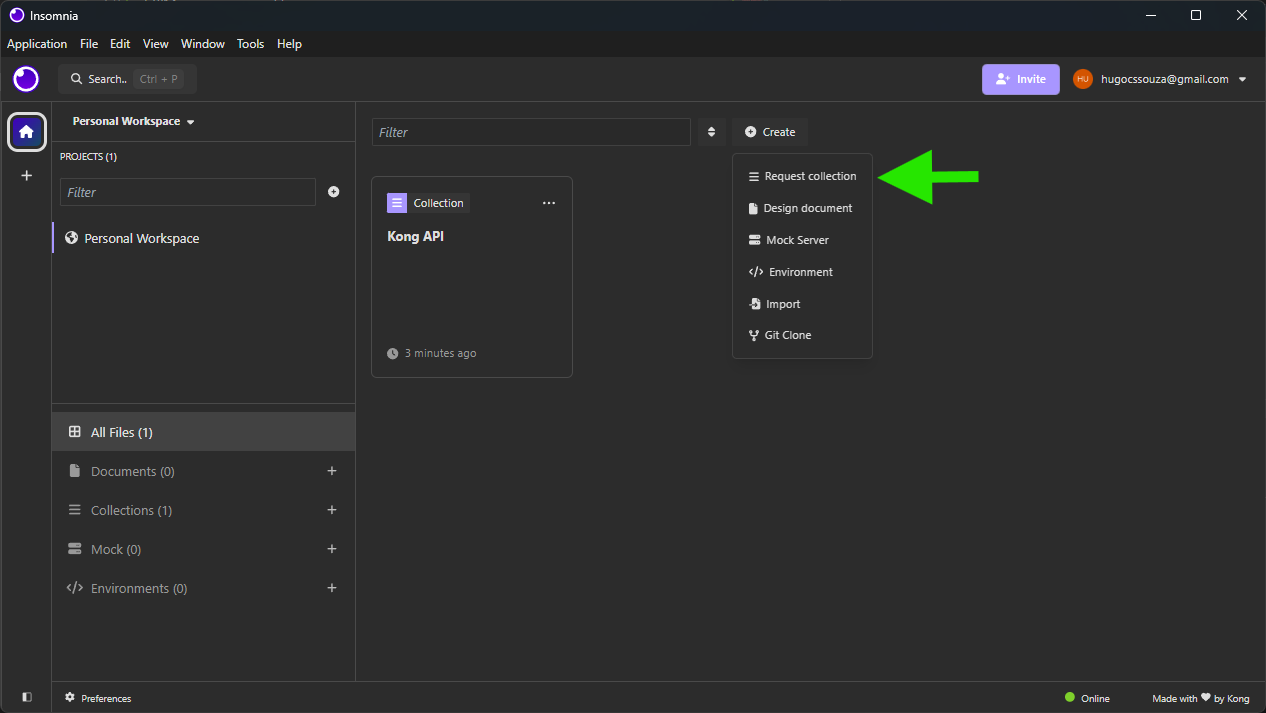 Insomnia
Application File Edit View Window Tools Help
Search.. Ctrl + P
Invite
HU hugocssouza@gmail.com
Personal Workspace
PROJECTS (1)
Filter
Personal Workspace
All Files (1)
Documents (0)
Collections (1)
Mock (0)
Environments (0)
Filter
Create
Collection
Kong API
3 minutes ago
Request collection
Design document
Mock Server
Environment
Import
Git Clone
Preferences
Online
Made with ❤ by Kong